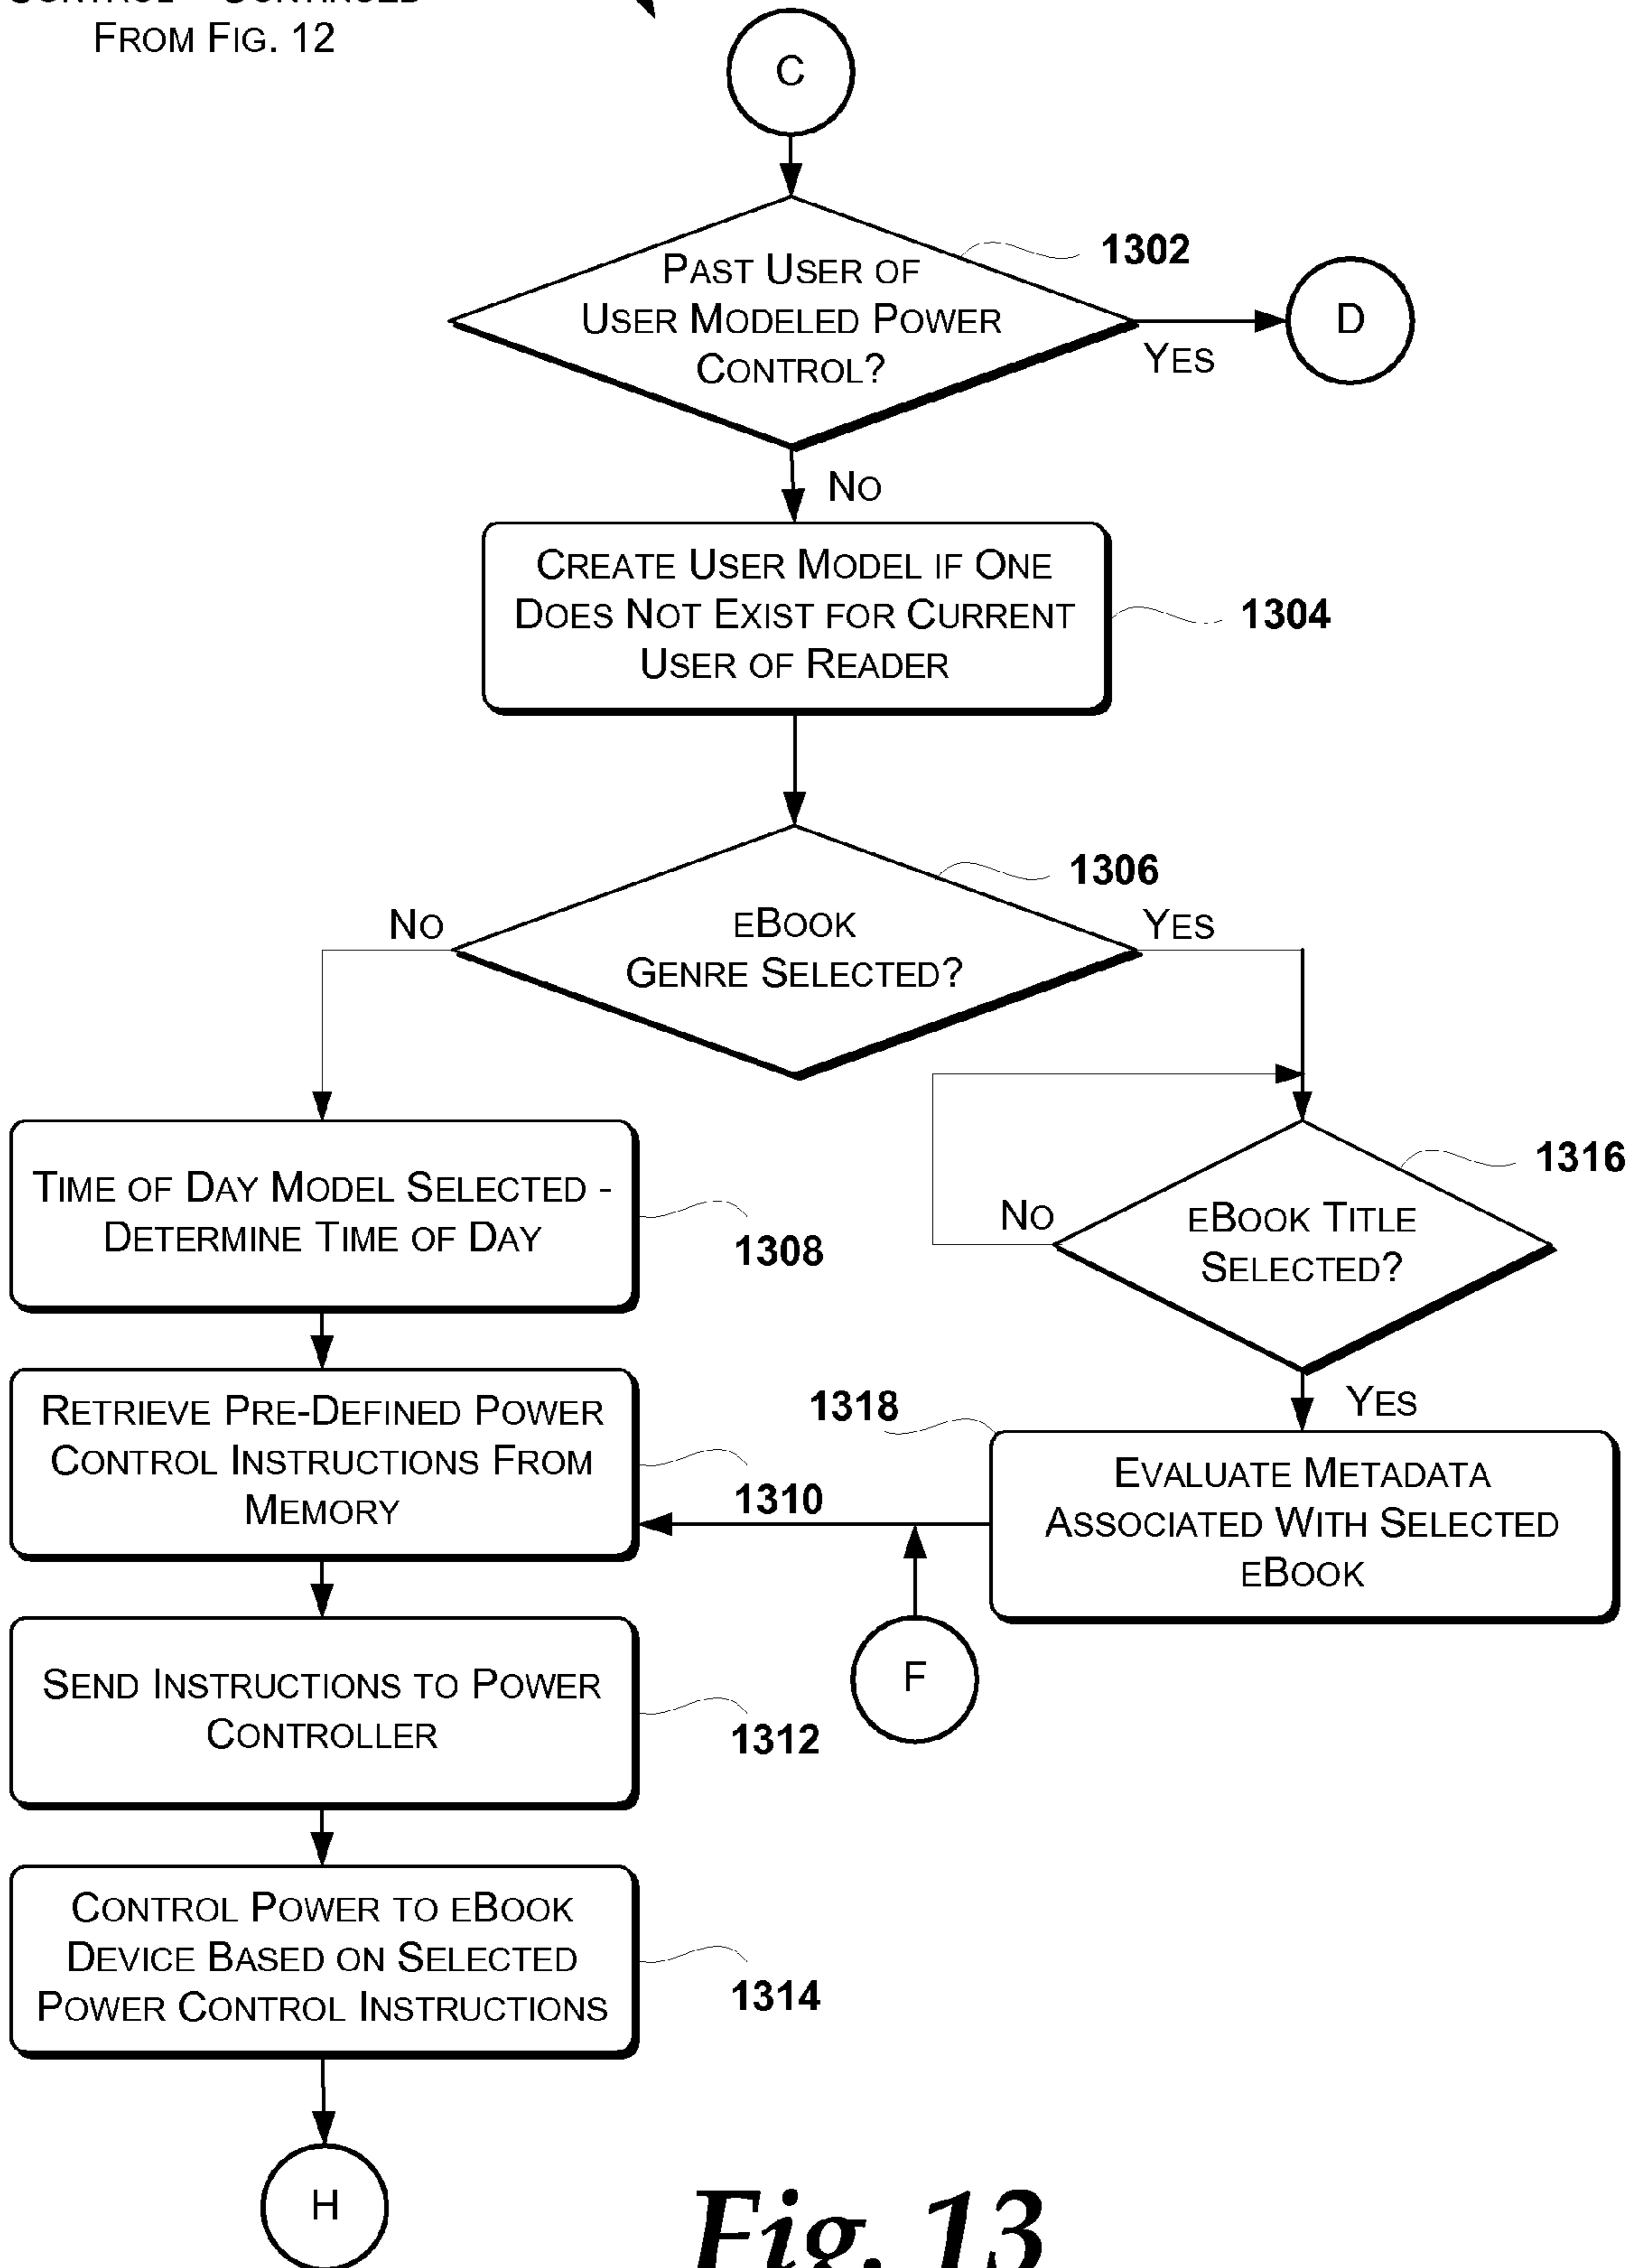 FROM FIG. 12
C
1302
PAST USER OF
USER MODELED POWER
CONTROL?
D
YES
NO
CREATE USER MODEL IF ONE
DOES NOT EXIST FOR CURRENT
USER OF READER
1304
1306
NO
EBOOK
GENRE SELECTED?
YES
TIME OF DAY MODEL SELECTED -
DETERMINE TIME OF DAY
1308
1316
NO
EBOOK TITLE
SELECTED?
YES
RETRIEVE PRE-DEFINED POWER
CONTROL INSTRUCTIONS FROM
MEMORY
1310
1318
EVALUATE METADATA
ASSOCIATED WITH SELECTED
EBOOK
F
SEND INSTRUCTIONS TO POWER
CONTROLLER
1312
CONTROL POWER TO EBOOK
DEVICE BASED ON SELECTED
POWER CONTROL INSTRUCTIONS
1314
H
Fig. 13